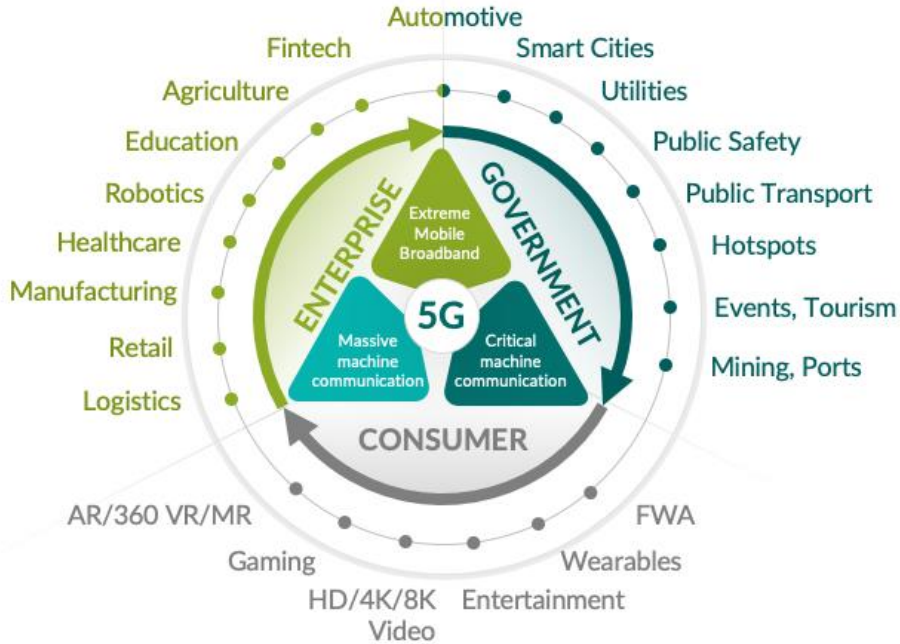 Automotive
Fintech
Smart Cities
Agriculture
Utilities
Education
Public Safety
Robotics
Public Transport
Healthcare
Hotspots
Manufacturing
Events, Tourism
Retail
Mining, Ports
Logistics
ENTERPRISE
GOVERNMENT
Extreme
Mobile
Broadband
5G
Massive
machine
communication
Critical
machine
communication
CONSUMER
AR/360 VR/MR
FWA
Gaming
Wearables
HD/4K/8K
Video
Entertainment